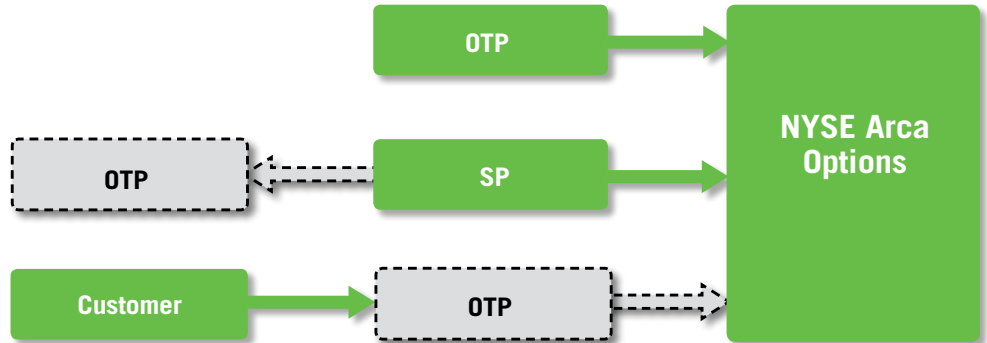 OTP
NYSE Arca
Options
OTP
SP
Customer
OTP